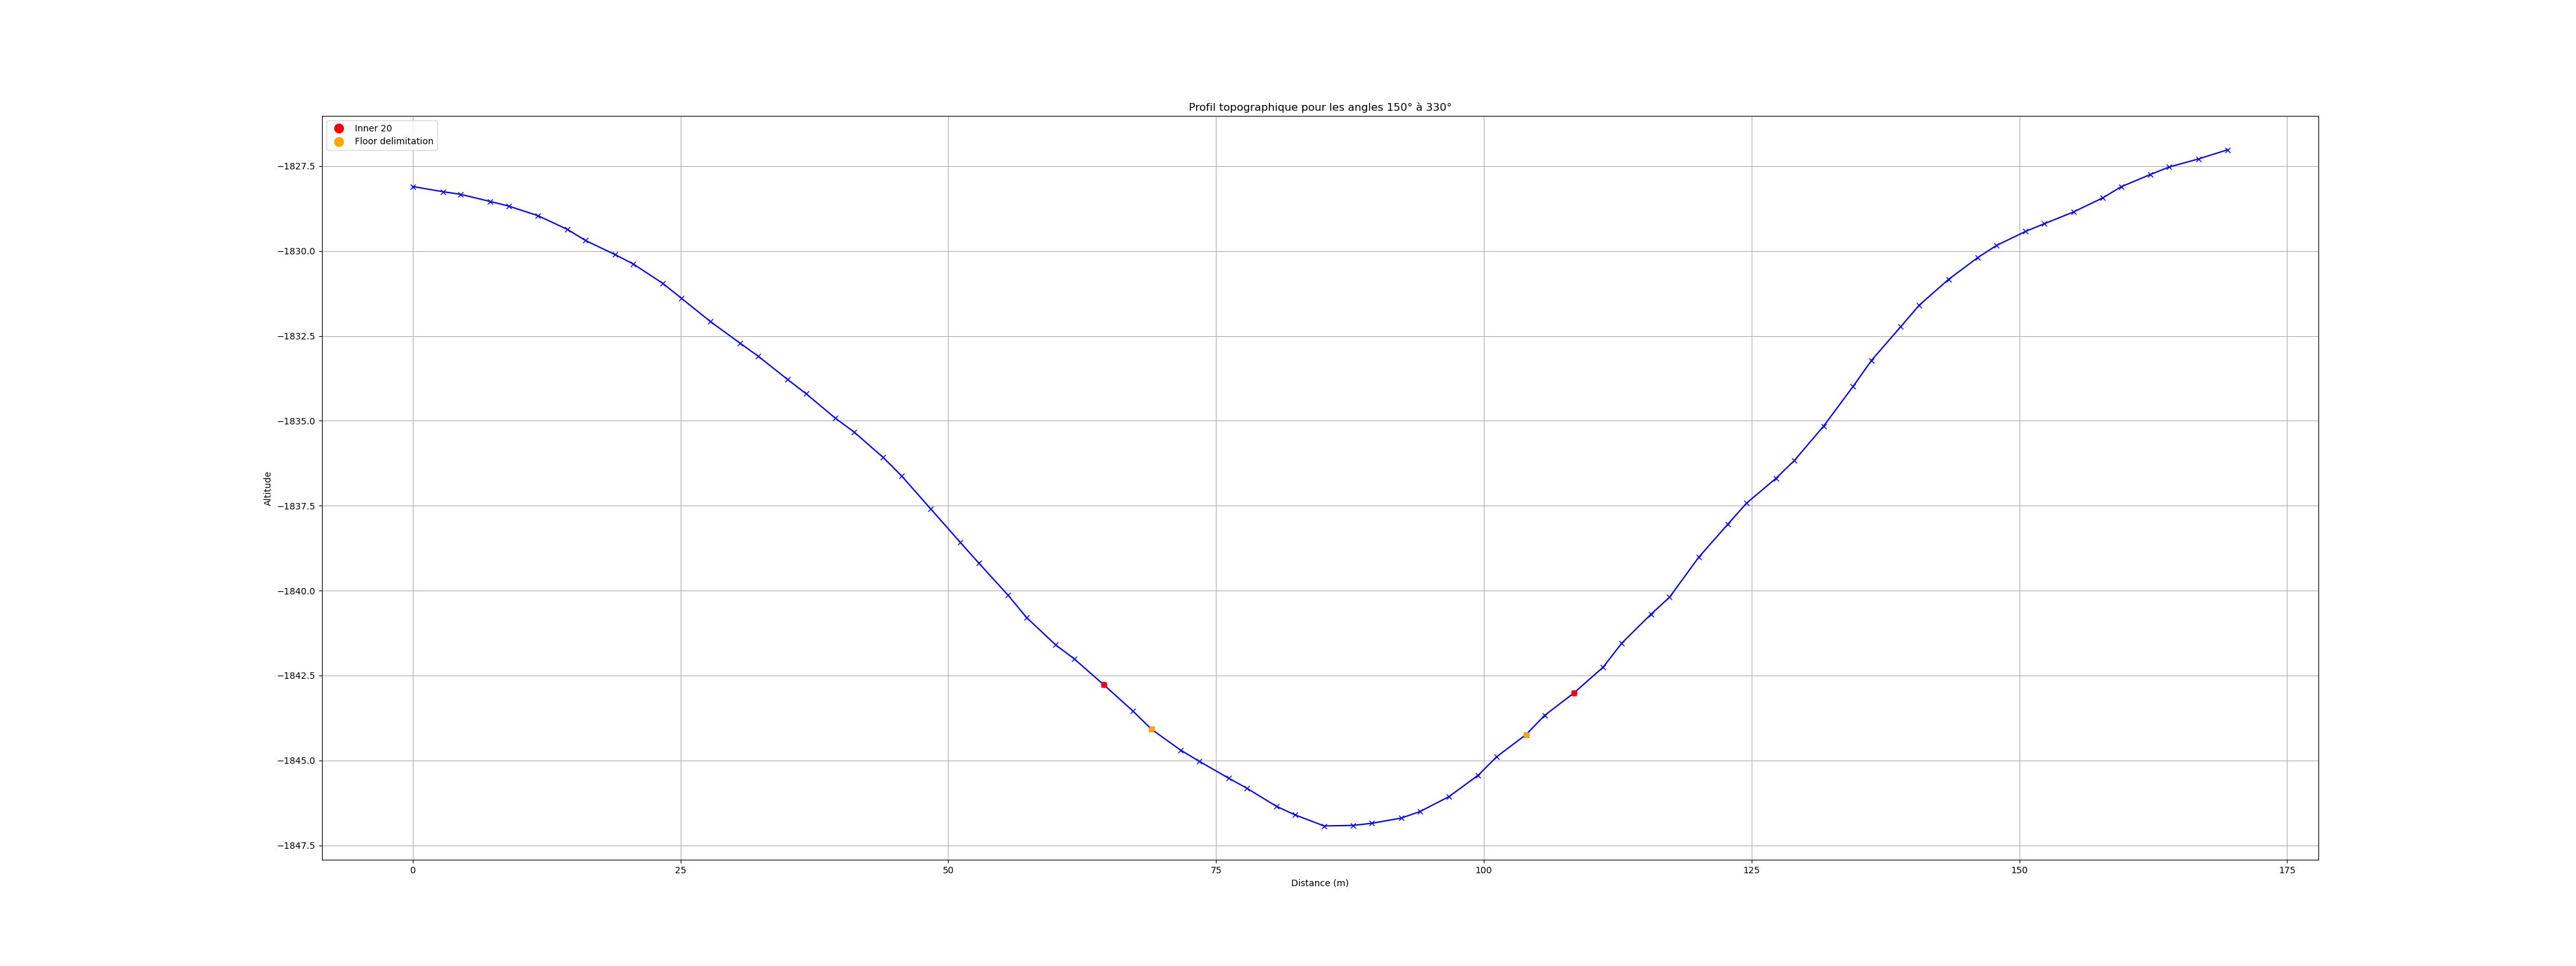 Profil topographique pour les angles 150° à 330°
Inner 20
Floor delimitation
−1827.5
−1830.0
−1832.5
−1835.0
−1837.5
−1840.0
−1842.5
−1845.0
−1847.5
Altitude
0 25 50 75 100 125 150 175
Distance (m)